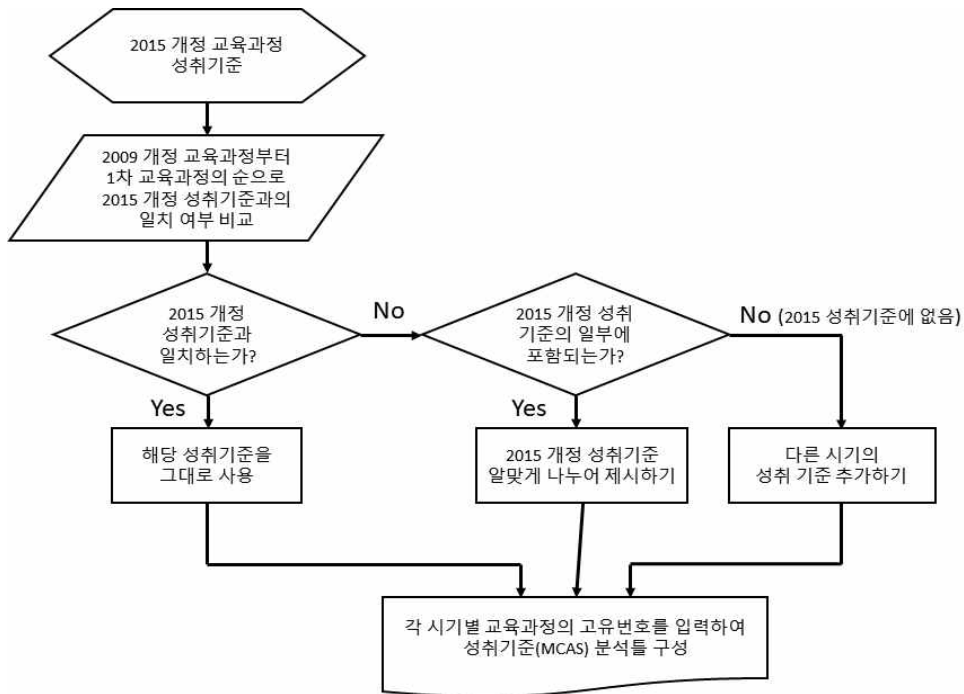 2015 개정 교육과정
성취기준
2009 개정 교육과정부터
1차 교육과정의 순으로
2015 개정 성취기준과의
일치 여부 비교
2015 개정
성취기준과
일치하는가?
No
2015 개정 성취
기준의 일부에
포함되는가?
No (2015 성취기준에 없음)
Yes
Yes
해당 성취기준을
그대로 사용
2015 개정 성취기준
알맞게 나누어 제시하기
다른 시기의
성취 기준 추가하기
각 시기별 교육과정의 고유번호를 입력하여
성취기준(MCAS) 분석틀 구성